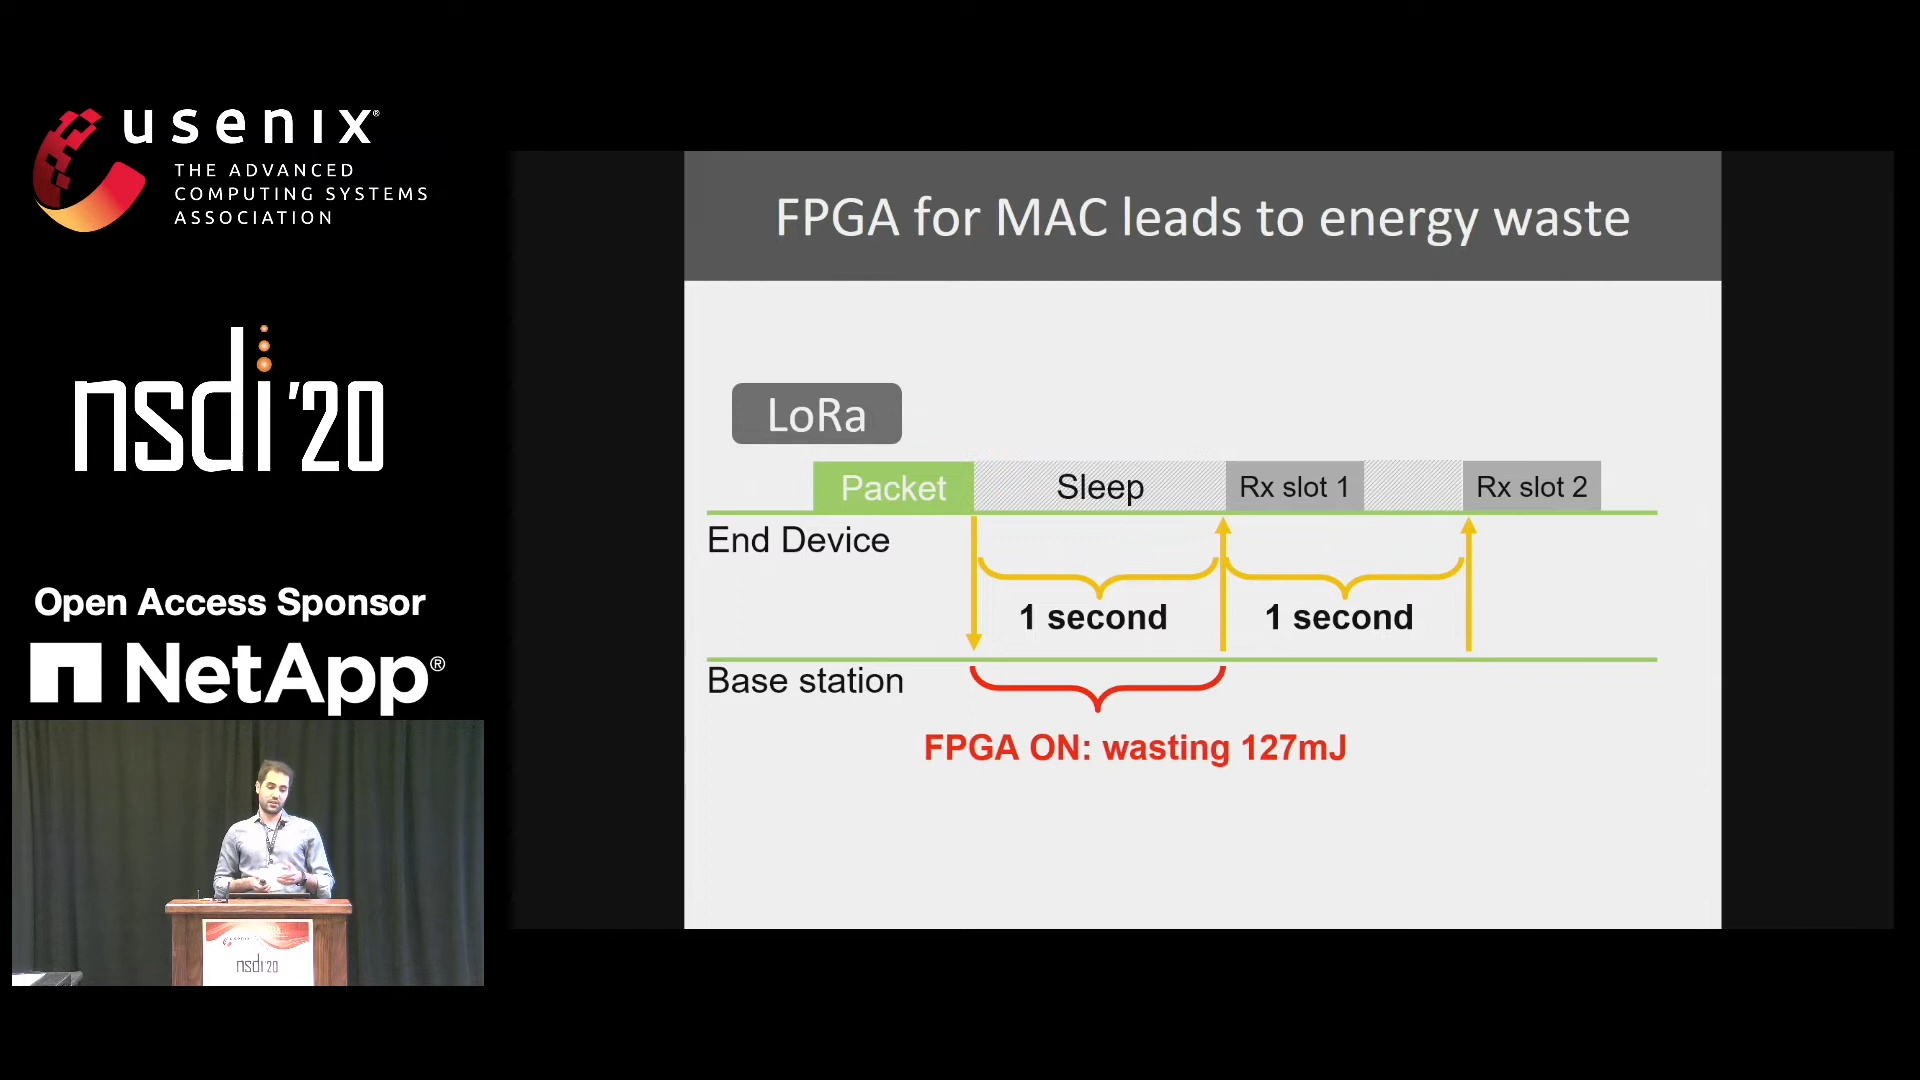 usenix®
THE ADVANCED
COMPUTING SYSTEMS
ASSOCIATION
nsdi '20
Open Access Sponsor
NetApp®
usenix
nsdi '20
FPGA for MAC leads to energy waste
LoRa
Packet
Sleep
Rx slot 1
Rx slot 2
End Device
1 second
1 second
Base station
FPGA ON: wasting 127mJ